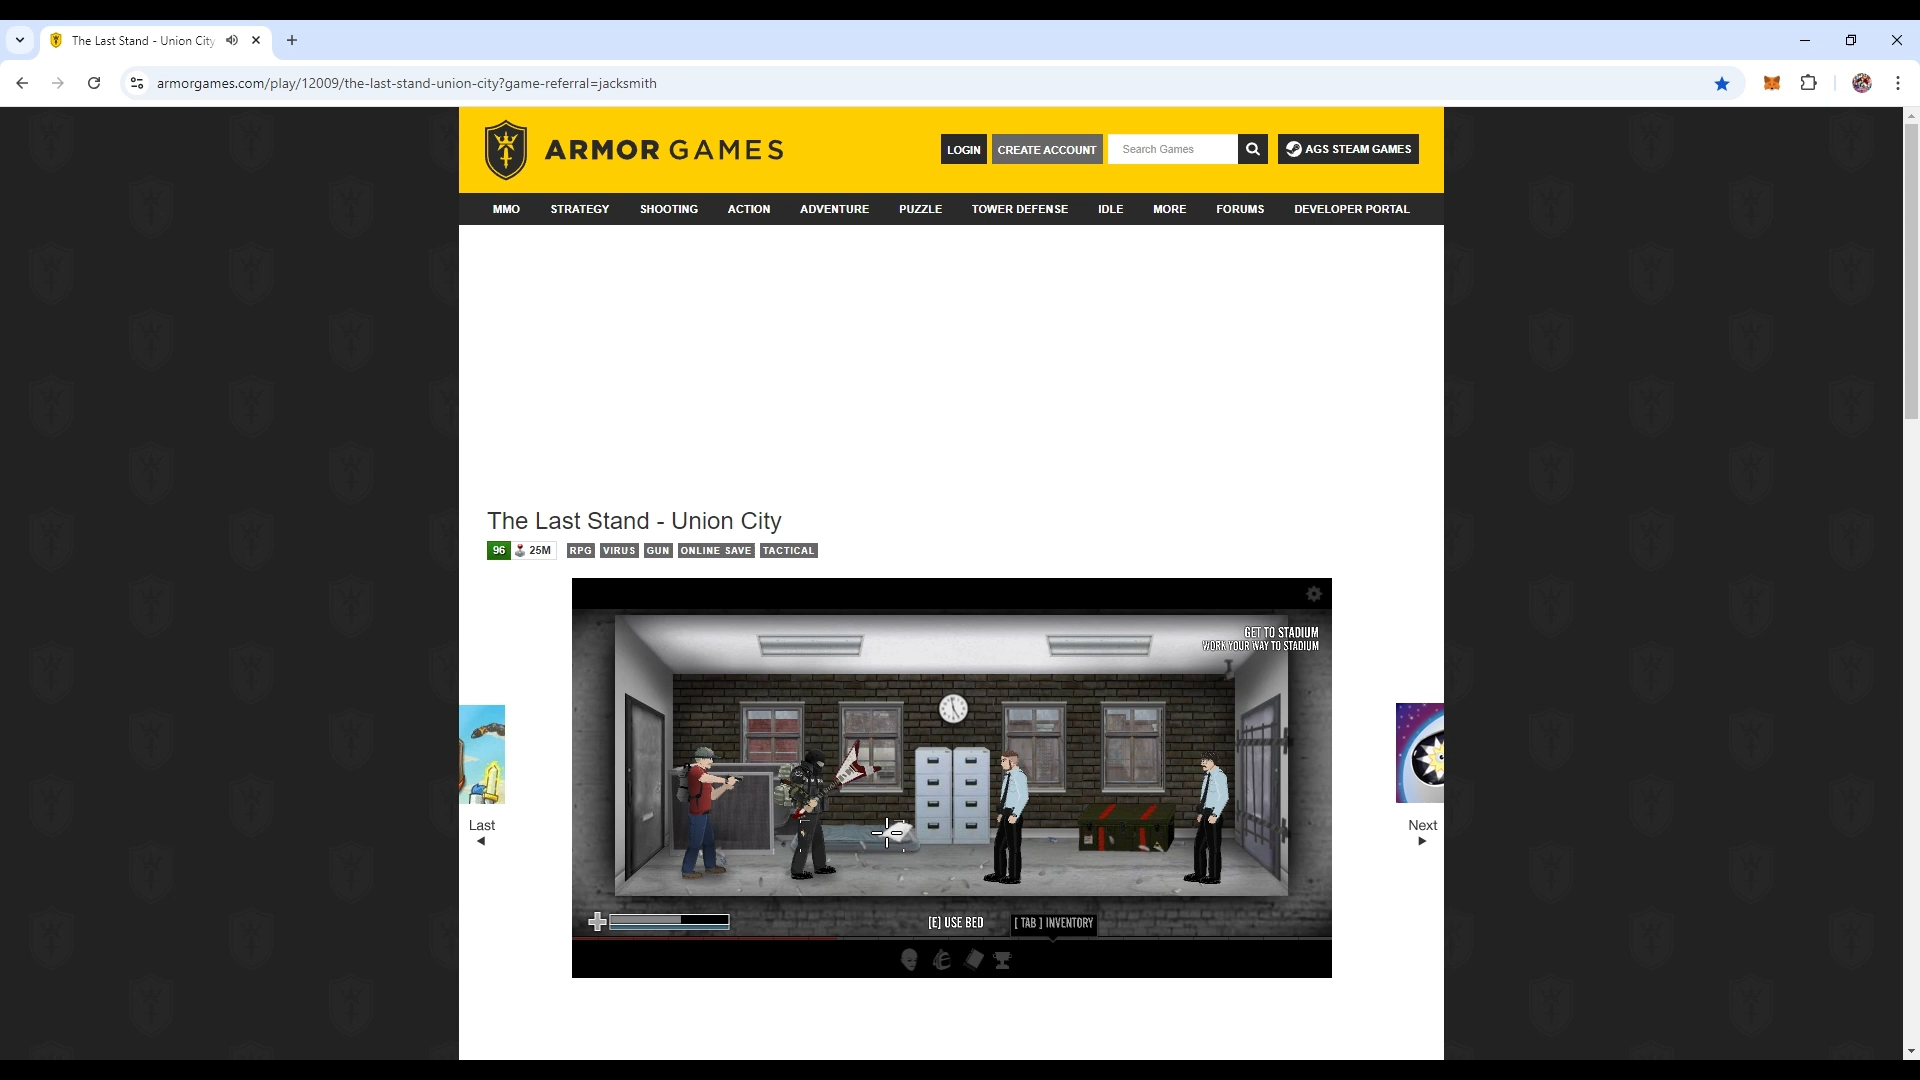 The Last Stand - Union City
armorgames.com/play/12009/the-last-stand-union-city?game-referral=jacksmith
ARMOR GAMES
LOGIN
CREATE ACCOUNT
Search Games
AGS STEAM GAMES
MMO
STRATEGY
SHOOTING
ACTION
ADVENTURE
PUZZLE
TOWER DEFENSE
IDLE
MORE
FORUMS
DEVELOPER PORTAL
The Last Stand - Union City
96
25M
RPG
VIRUS
GUN
ONLINE SAVE
TACTICAL
GET TO STADIUM
WORK YOUR WAY TO STADIUM
Last
Next
[E] USE BED
[ TAB ] INVENTORY